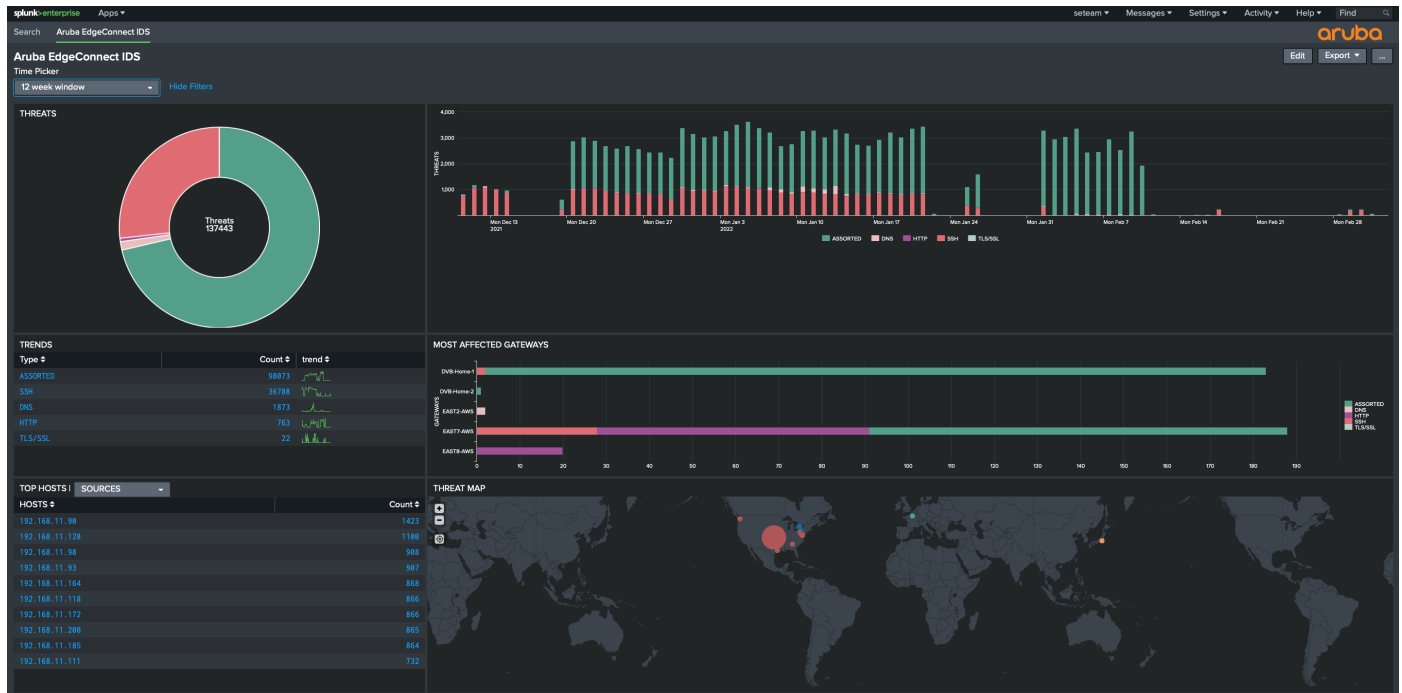 splunk>enterprise Apps▾ seteam▾ Messages▾ Settings▾ Activity▾ Help▾ Find
Search Aruba EdgeConnect IDS aruba
Aruba EdgeConnect IDS Edit Export▾ ...
Time Picker
12 week window Hide Filters
THREATS
Threats
137443
4,000
3,000
2,000
1,000
THREATS
Mon Dec 13 Mon Dec 20 Mon Dec 27 Mon Jan 3 Mon Jan 10 Mon Jan 17 Mon Jan 24 Mon Jan 31 Mon Feb 7 Mon Feb 14 Mon Feb 21 Mon Feb 28
2021 2022
ASSORTED DNS HTTP SSH TLS/SSL
TRENDS
Type Count trend
ASSORTED 98073
SSH 36708
DNS 1873
HTTP 763
TLS/SSL 22
MOST AFFECTED GATEWAYS
GATEWAYS
DVB-Home-1
DVB-Home-2
EAST2-AWS
EAST7-AWS
EAST8-AWS
0 10 20 30 40 50 60 70 80 90 100 110 120 130 140 150 160 170 180 190
ASSORTED
DNS
HTTP
SSH
TLS/SSL
TOP HOSTS | SOURCES
HOSTS Count
192.168.11.90 1423
192.168.11.128 1100
192.168.11.98 908
192.168.11.93 907
192.168.11.164 868
192.168.11.118 866
192.168.11.172 866
192.168.11.200 865
192.168.11.185 864
192.168.11.111 732
THREAT MAP